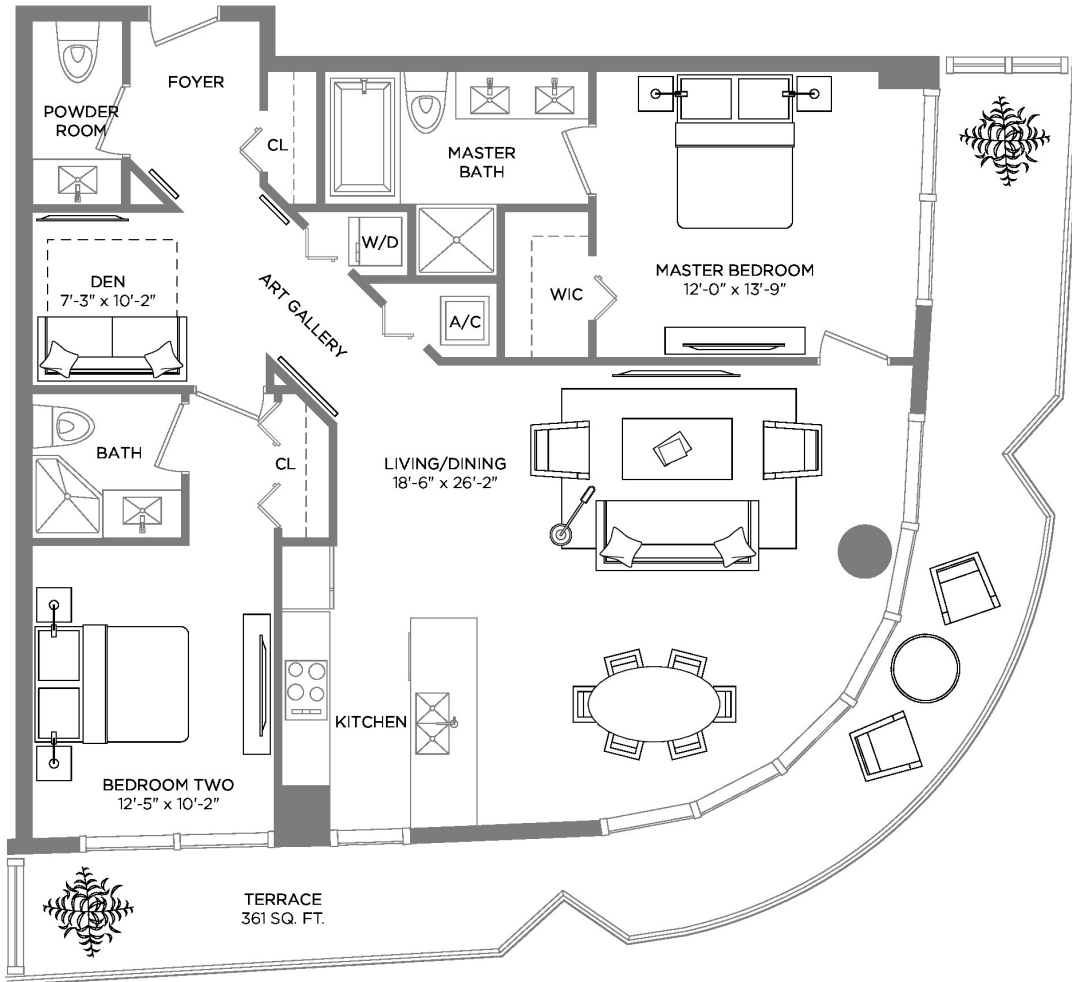 FOYER
POWDER
ROOM
CL
MASTER
BATH
W/D
DEN
7'-3" x 10'-2"
ART GALLERY
A/C
WIC
MASTER BEDROOM
12'-0" x 13'-9"
BATH
CL
LIVING/DINING
18'-6" x 26'-2"
KITCHEN
BEDROOM TWO
12'-5" x 10'-2"
TERRACE
361 SQ. FT.